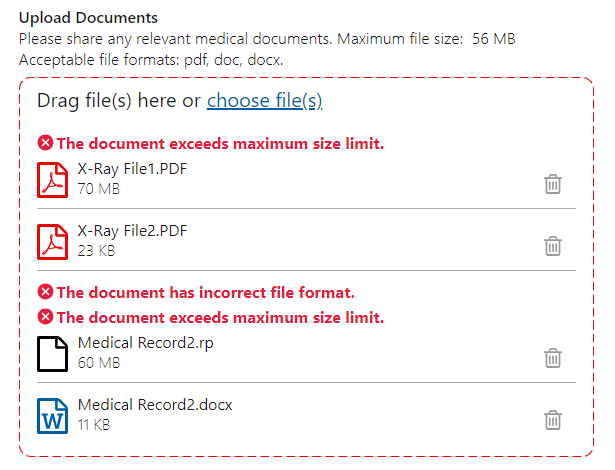 Upload Documents
Please share any relevant medical documents. Maximum file size: 56 MB
Acceptable file formats: pdf, doc, docx.
Drag file(s) here or choose file(s)
The document exceeds maximum size limit.
X-Ray File1.PDF
70 MB
X-Ray File2.PDF
23 KB
The document has incorrect file format.
The document exceeds maximum size limit.
Medical Record2.rp
60 MB
W
Medical Record2.docx
11 KB